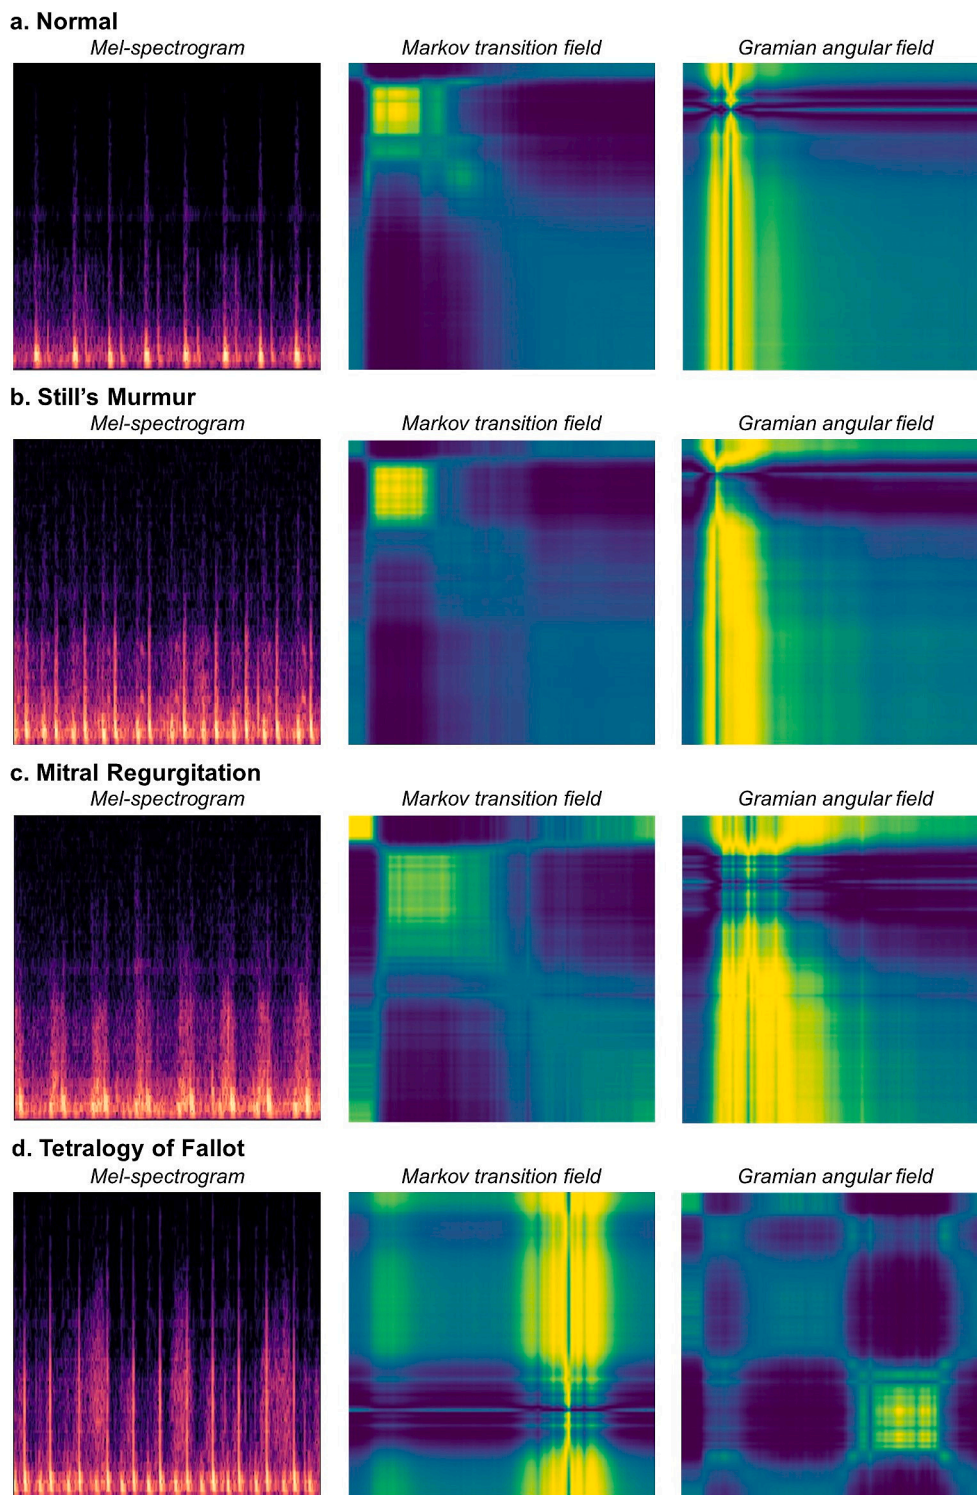 a. Normal
Mel-spectrogram Markov transition field Gramian angular field
b. Still’s Murmur
Mel-spectrogram Markov transition field Gramian angular field
c. Mitral Regurgitation
Mel-spectrogram Markov transition field Gramian angular field
d. Tetralogy of Fallot
Mel-spectrogram Markov transition field Gramian angular field